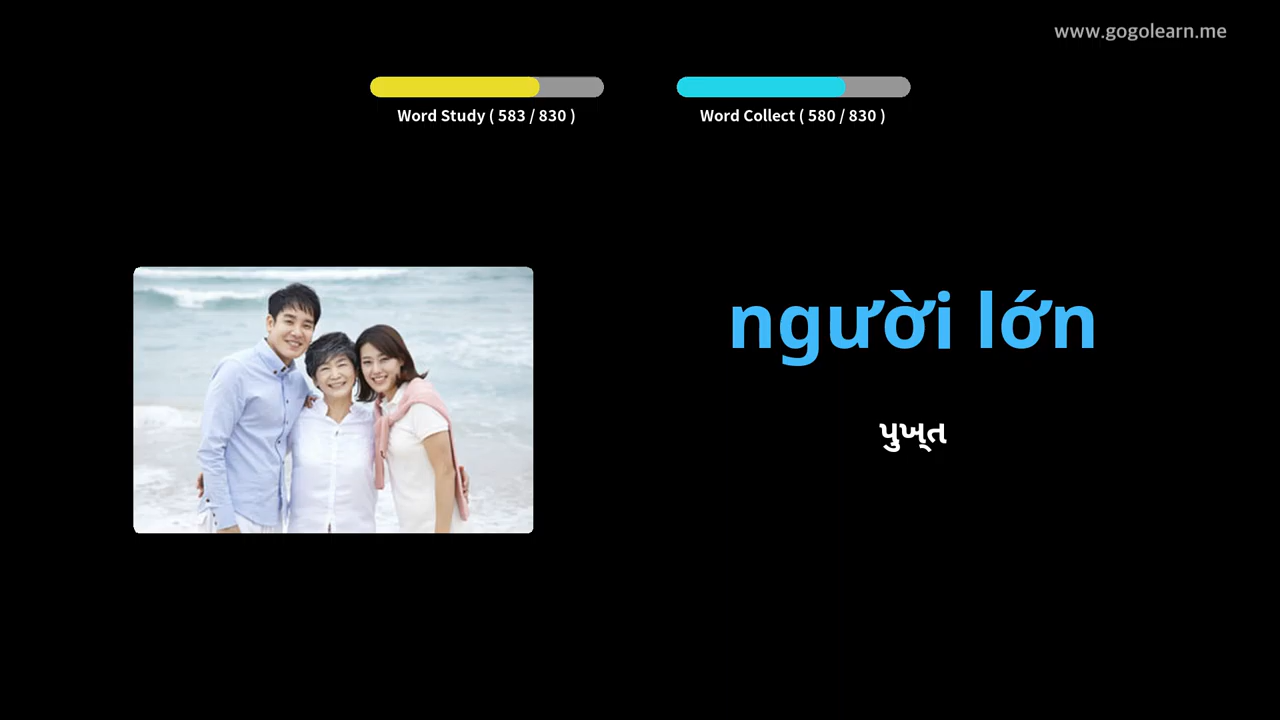 www.gogolearn.me
Word Study ( 583 / 830 )
Word Collect ( 580 / 830 )
người lớn
પુખ્ત